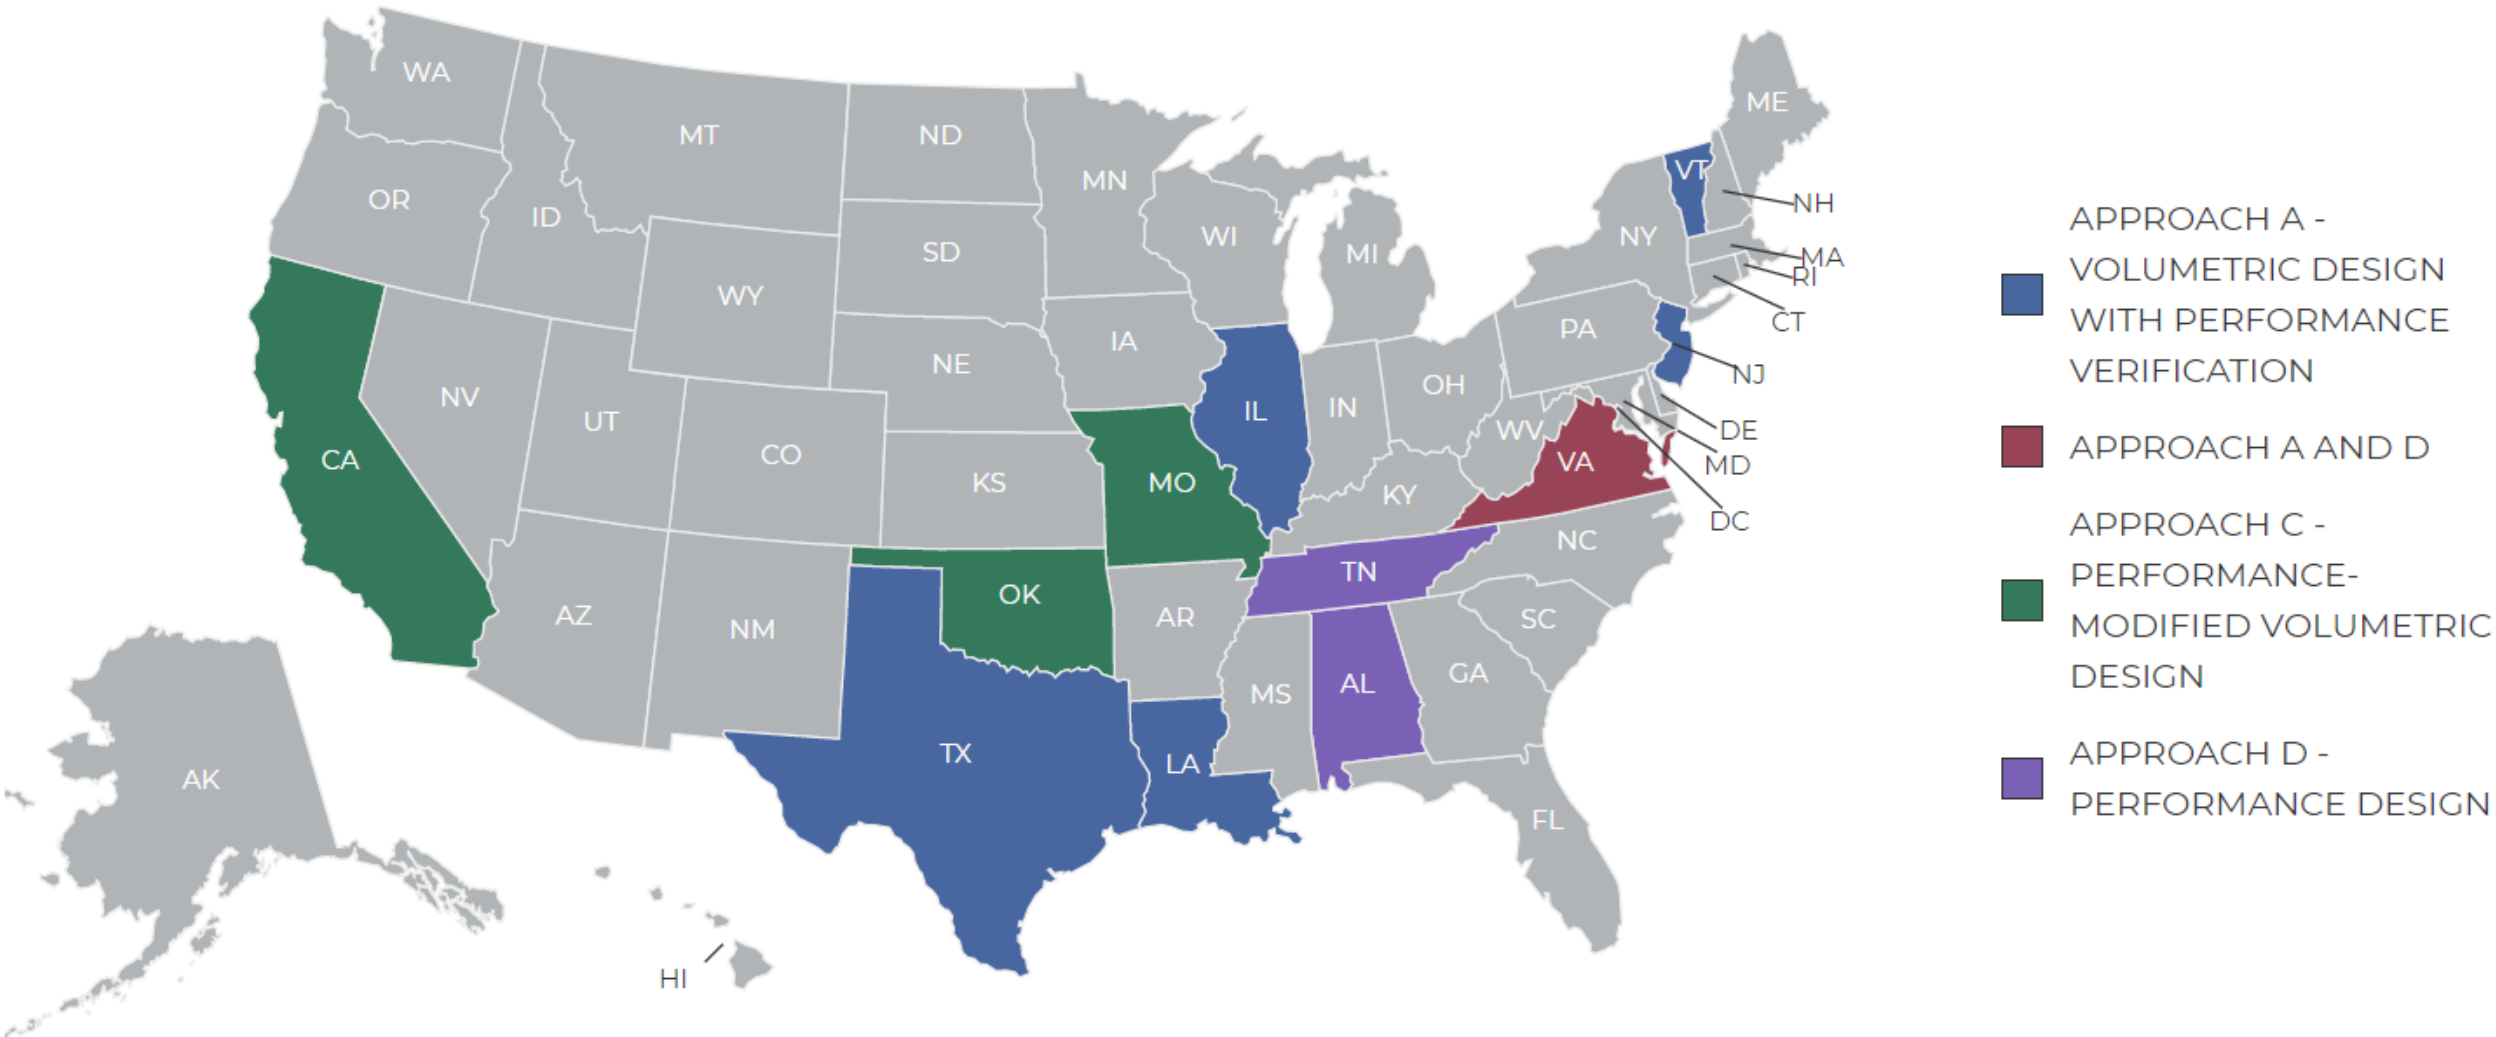 WA
MT
ND
MN
ME
OR
ID
SD
WI
MI
NY
VT
NH
MA
RI
CT
WY
NE
IA
PA
NJ
NV
UT
CO
KS
MO
IL
IN
OH
WV
VA
DE
MD
DC
CA
KY
AZ
NM
OK
AR
TN
NC
SC
TX
LA
MS
AL
GA
FL
AK
HI
APPROACH A -
VOLUMETRIC DESIGN
WITH PERFORMANCE
VERIFICATION
APPROACH A AND D
APPROACH C -
PERFORMANCE-
MODIFIED VOLUMETRIC
DESIGN
APPROACH D -
PERFORMANCE DESIGN